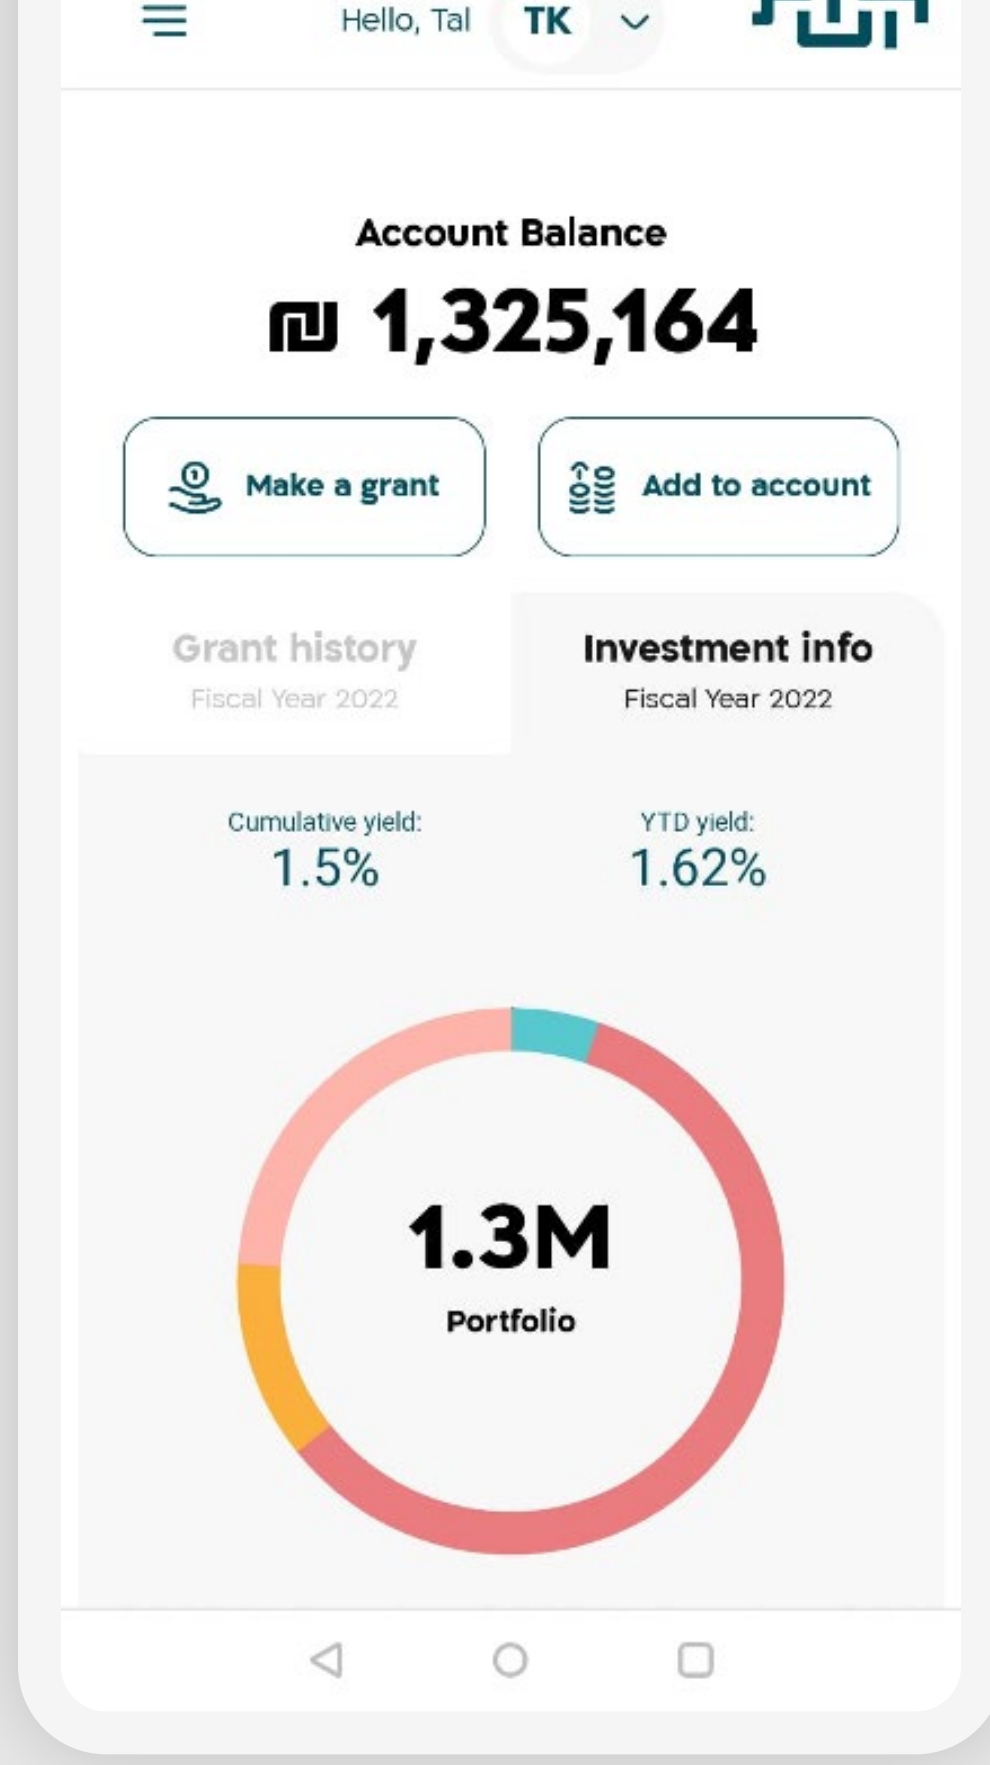 Hello, Tal TK
Account Balance
₪ 1,325,164
Make a grant
Add to account
Grant history
Fiscal Year 2022
Investment info
Fiscal Year 2022
Cumulative yield:
1.5%
YTD yield:
1.62%
1.3M
Portfolio